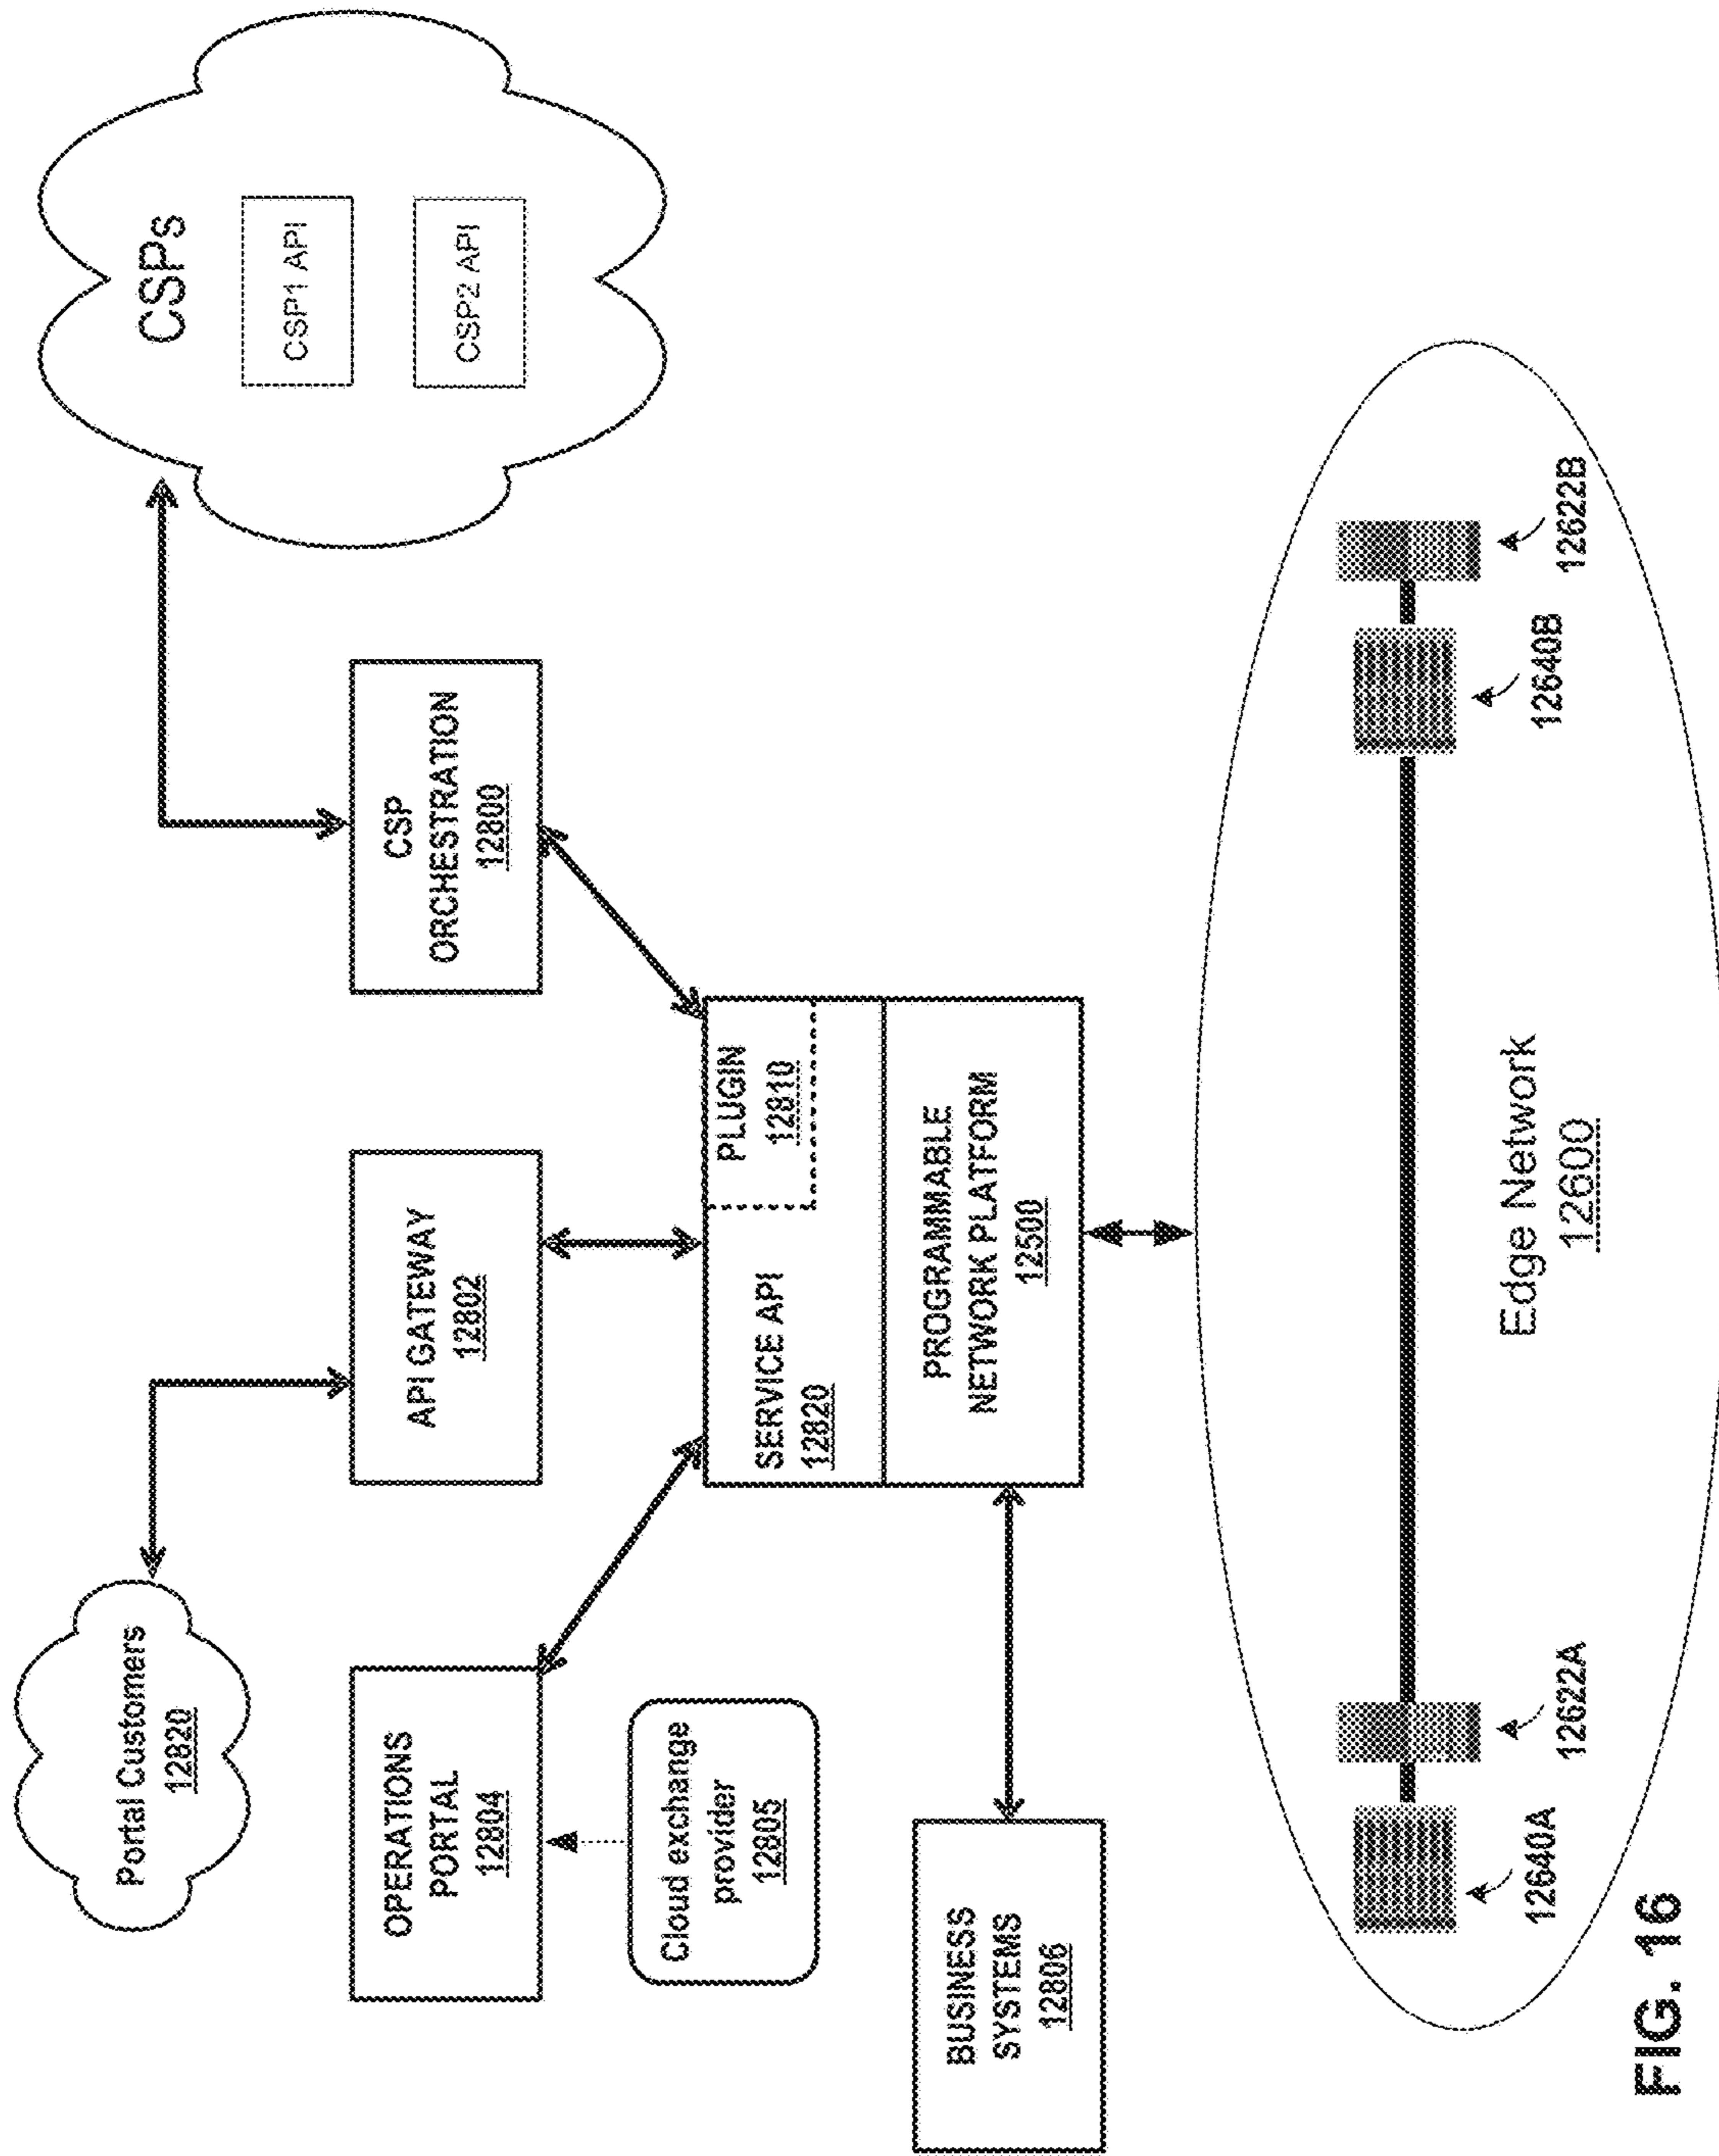 Portal Customers
12820
CSPs
CSP1 API
CSP2 API
OPERATIONS
PORTAL
12804
API GATEWAY
12802
CSP
ORCHESTRATION
12800
Cloud exchange
provider
12805
SERVICE API
12820
PLUGIN
12810
PROGRAMMABLE
NETWORK PLATFORM
12500
BUSINESS
SYSTEMS
12806
12640A
12622A
12640B
12622B
Edge Network
12600
FIG. 16